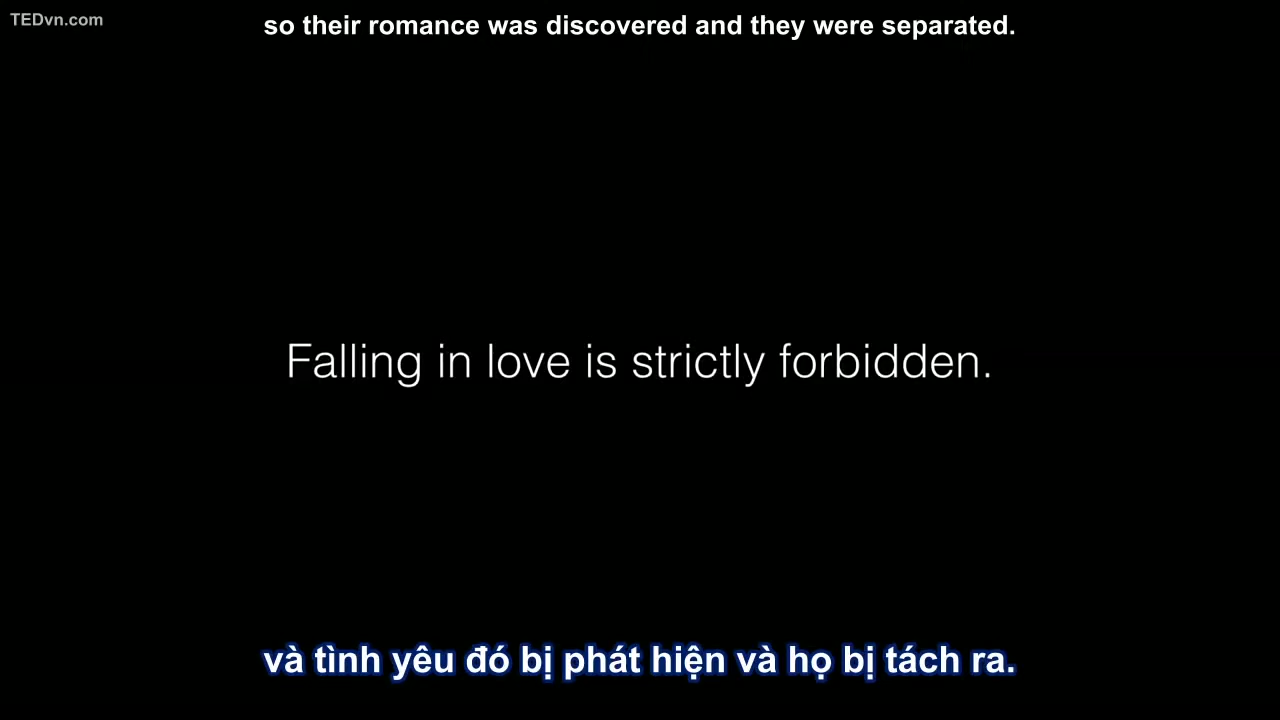 TEDvn.com
so their romance was discovered and they were separated.
Falling in love is strictly forbidden.
và tình yêu đó bị phát hiện và họ bị tách ra.